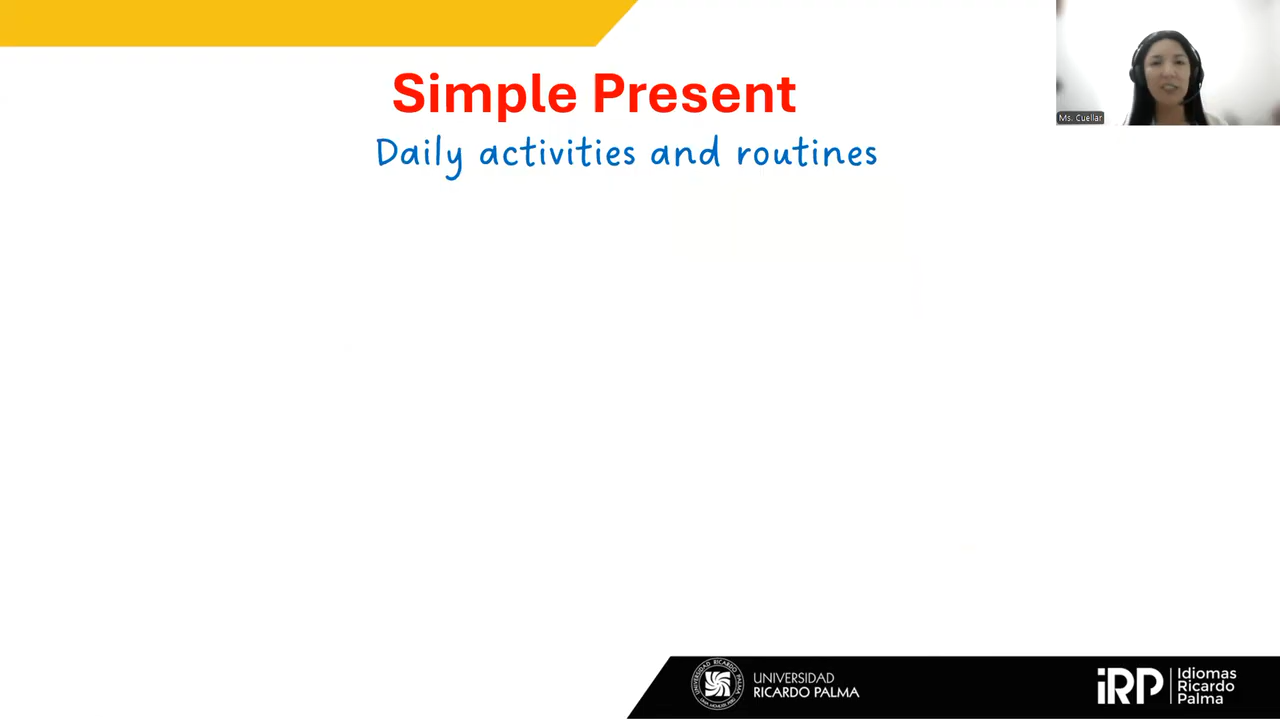 Simple Present
Daily activities and routines
Ms. Cuellar
UNIVERSIDAD
RICARDO PALMA
iRP
Idiomas
Ricardo
Palma